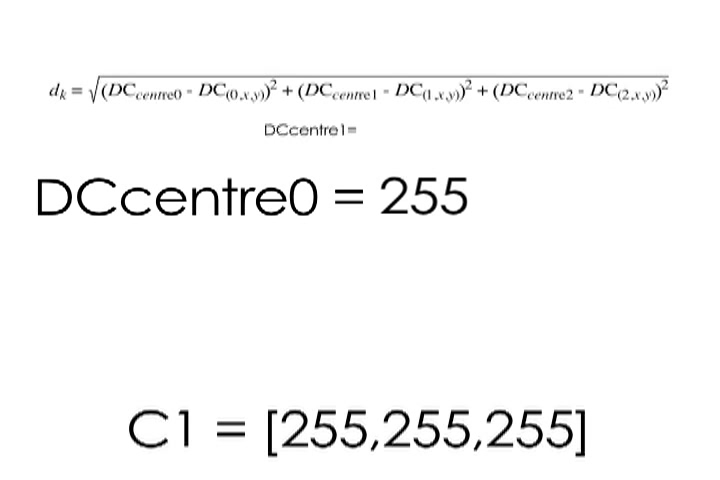 dₖ = √(DC_centre0 - DC_(0,x,y))² + (DC_centre1 - DC_(1,x,y))² + (DC_centre2 - DC_(2,x,y))²
DCcentre1=
DCcentre0 = 255
C1 = [255,255,255]